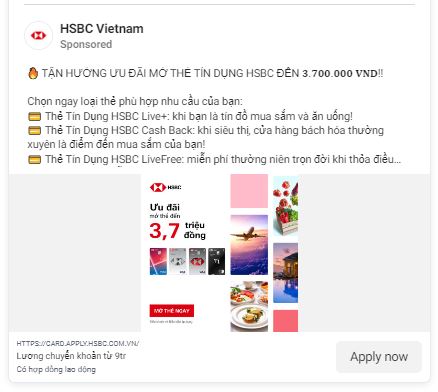 HSBC Vietnam
Sponsored
🔥 TẬN HƯỞNG ƯU ĐÃI MỞ THẺ TÍN DỤNG HSBC ĐẾN 3.700.000 VND!!
Chọn ngay loại thẻ phù hợp nhu cầu của bạn:
💳 Thẻ Tín Dụng HSBC Live+: khi bạn là tín đồ mua sắm và ăn uống!
💳 Thẻ Tín Dụng HSBC Cash Back: khi siêu thị, cửa hàng bách hóa thường
xuyên là điểm đến mua sắm của bạn!
💳 Thẻ Tín Dụng HSBC LiveFree: miễn phí thường niên trọn đời khi thỏa điều...
HSBC
Ưu đãi
mở thẻ đến
3,7 triệu
đồng
MỞ THẺ NGAY
HTTPS://CARD.APPLY.HSBC.COM.VN/
Lương chuyển khoản từ 9tr
Có hợp đồng lao động
Apply now